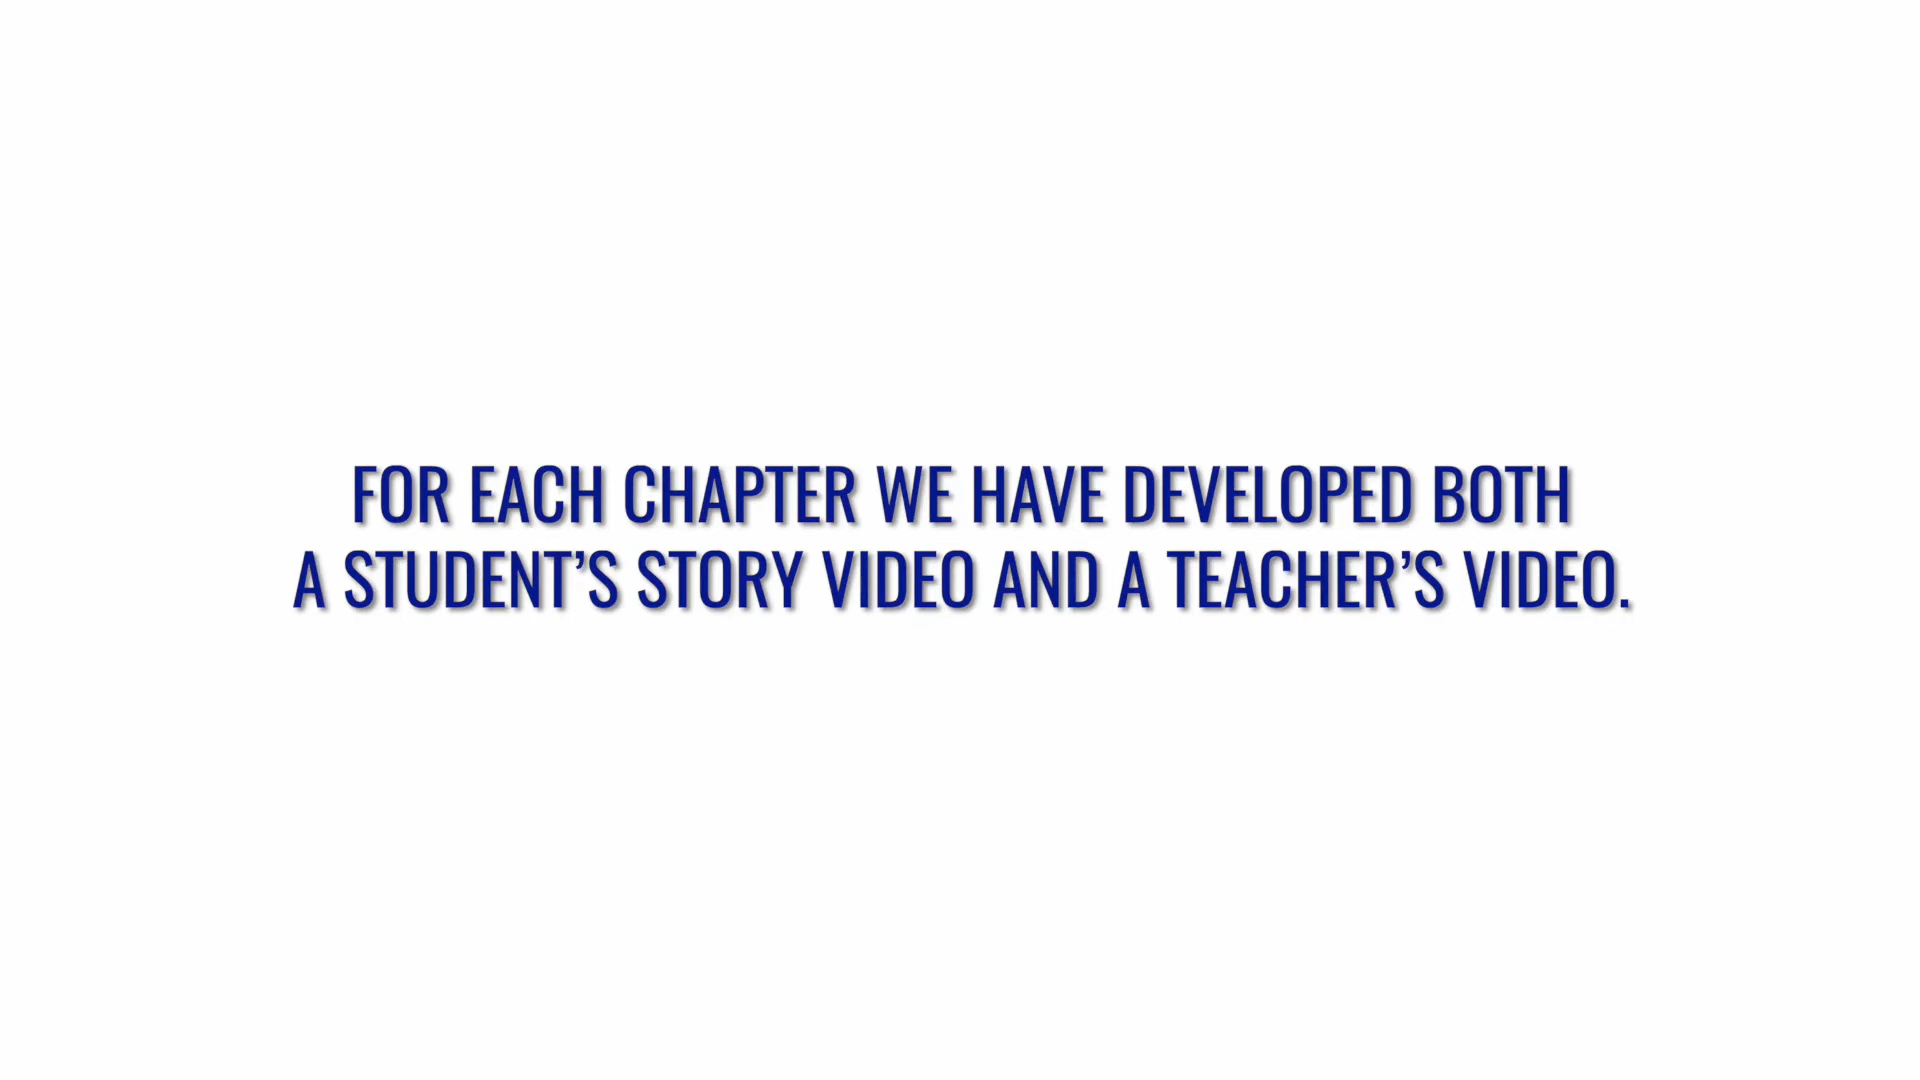 FOR EACH CHAPTER WE HAVE DEVELOPED BOTH
A STUDENT’S STORY VIDEO AND A TEACHER’S VIDEO.